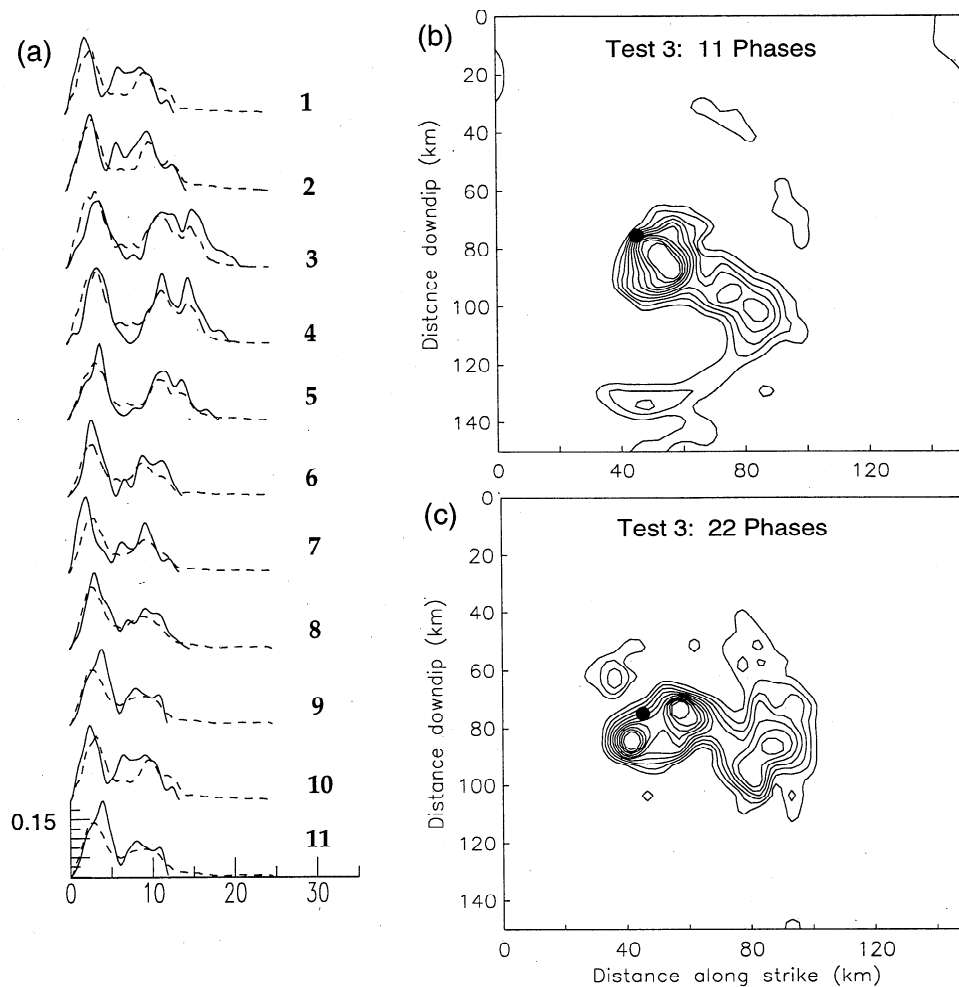 (a)
1
2
3
4
5
6
7
8
9
10
11
0.15
0 10 20 30
(b)
Test 3: 11 Phases
0
20
40
60
80
100
120
140
Distcnce downdip (km)
0 40 80 120
(c)
Test 3: 22 Phases
0
20
40
60
80
100
120
140
Distance downdip (km)
0 40 80 120
Distance along strike (km)